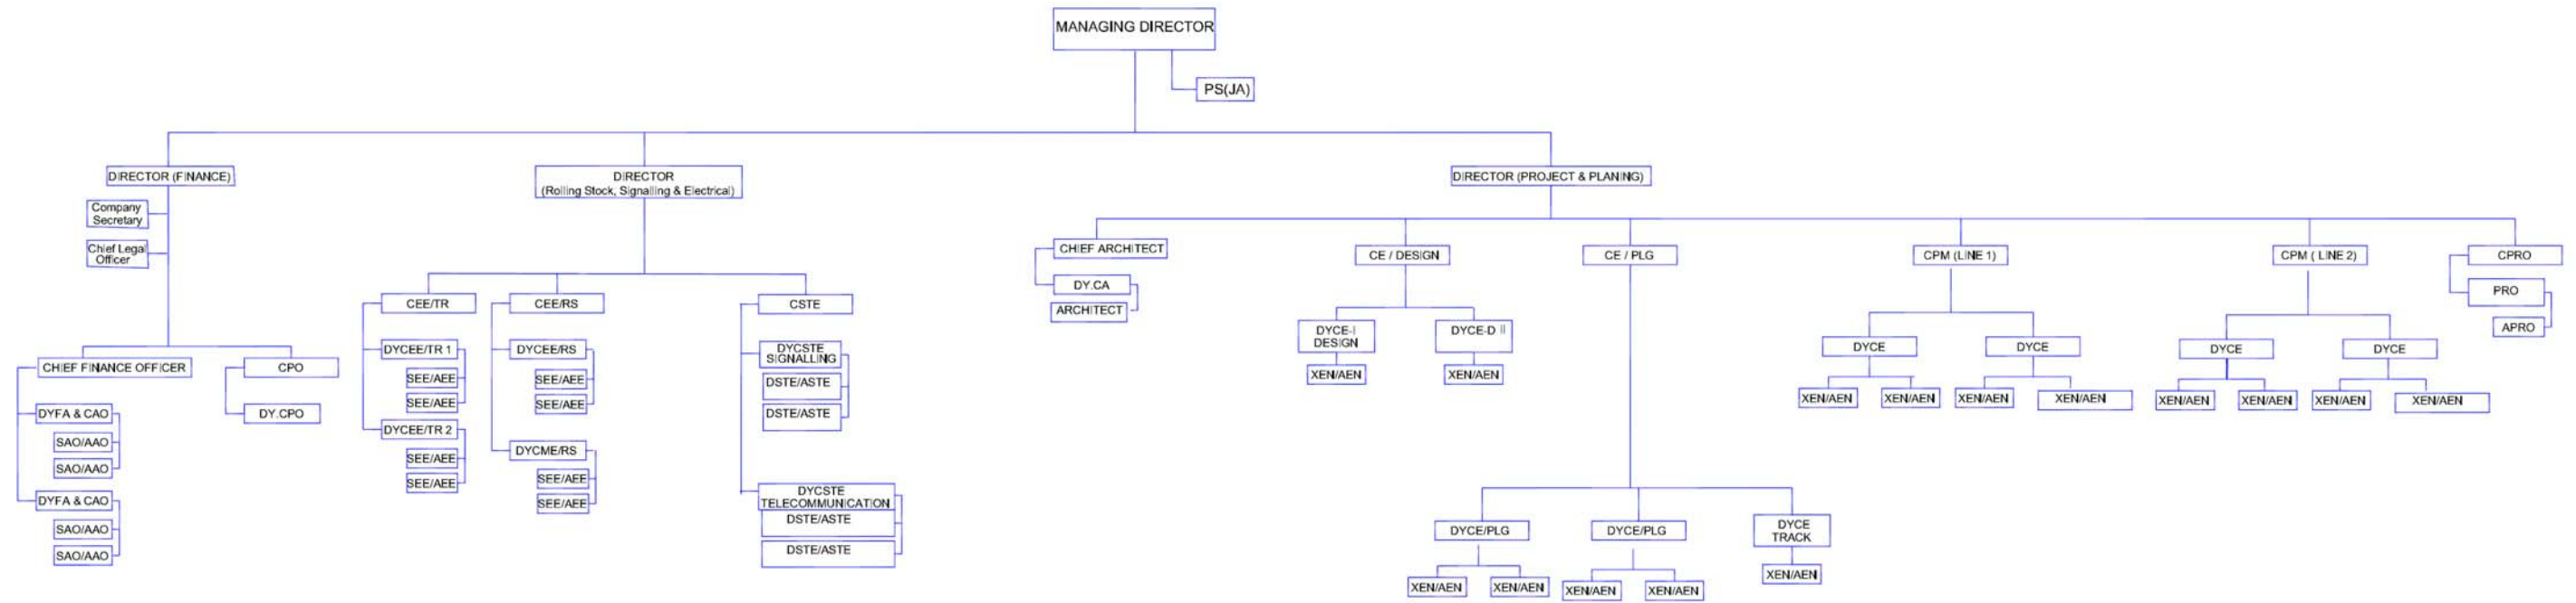 MANAGING DIRECTOR
PS(JA)
DIRECTOR (FINANCE)
Company
Secretary
Chief Legal
Officer
CHIEF FINANCE OFFICER
DYFA & CAO
SAO/AAO
SAO/AAO
DYFA & CAO
SAO/AAO
SAO/AAO
CPO
DY.CPO
DIRECTOR
(Rolling Stock, Signalling & Electrical)
CEE/TR
DYCEE/TR 1
SEE/AEE
SEE/AEE
DYCEE/TR 2
SEE/AEE
SEE/AEE
CEE/RS
DYCEE/RS
SEE/AEE
SEE/AEE
DYCME/RS
SEE/AEE
SEE/AEE
CSTE
DYCSTE
SIGNALLING
DSTE/ASTE
DSTE/ASTE
DYCSTE
TELECOMMUNICATION
DSTE/ASTE
DSTE/ASTE
DIRECTOR (PROJECT & PLANING)
CHIEF ARCHITECT
DY.CA
ARCHITECT
CE / DESIGN
DYCE-I
DESIGN
XEN/AEN
DYCE-D II
XEN/AEN
CE / PLG
DYCE/PLG
XEN/AEN
XEN/AEN
DYCE/PLG
XEN/AEN
XEN/AEN
DYCE
TRACK
XEN/AEN
CPM (LINE 1)
DYCE
XEN/AEN
XEN/AEN
DYCE
XEN/AEN
XEN/AEN
CPM ( LINE 2)
DYCE
XEN/AEN
XEN/AEN
DYCE
XEN/AEN
XEN/AEN
CPRO
PRO
APRO